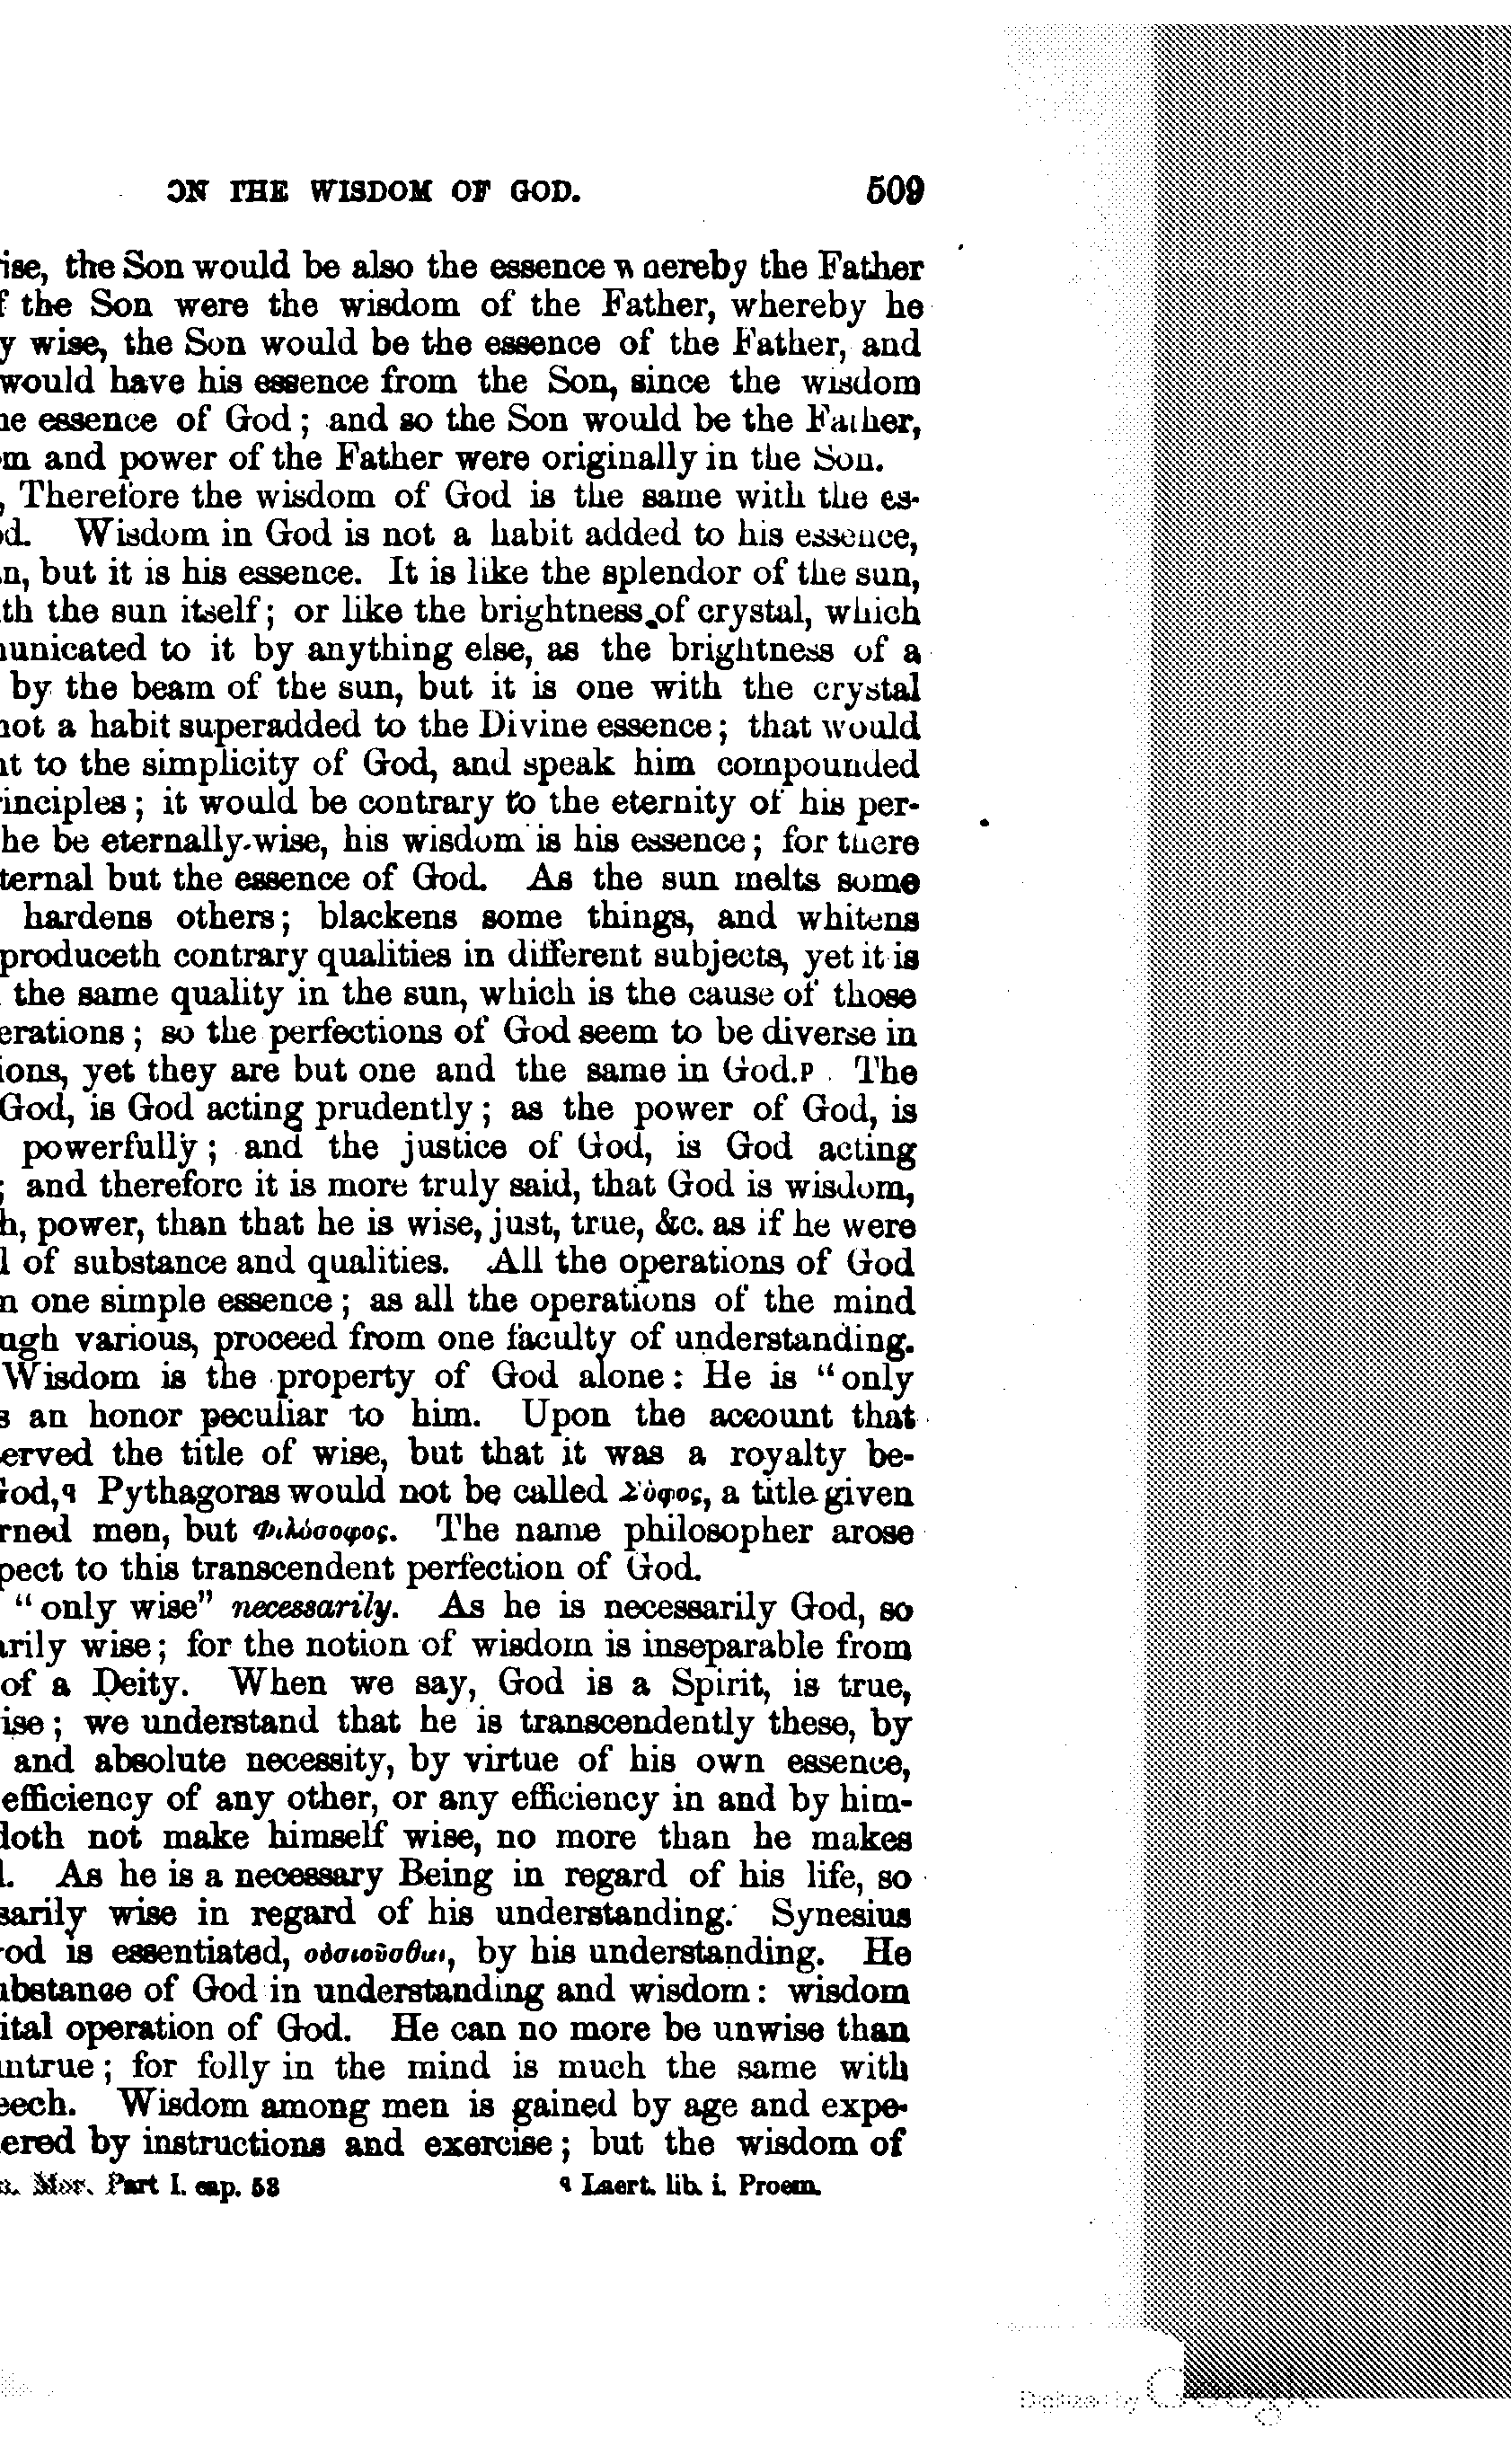 ON THE WISDOM OF GOD. 509
ise, the Son would be also the essence whereby the Father
f the Son were the wisdom of the Father, whereby he
y wise, the Son would be the essence of the Father, and
would have his essence from the Son, since the wisdom
he essence of God; and so the Son would be the Father,
m and power of the Father were originally in the Son.
, Therefore the wisdom of God is the same with the es-
d. Wisdom in God is not a habit added to his essence,
n, but it is his essence. It is like the splendor of the sun,
th the sun itself; or like the brightness of crystal, which
unicated to it by anything else, as the brightness of a
by the beam of the sun, but it is one with the crystal
not a habit superadded to the Divine essence; that would
nt to the simplicity of God, and speak him compounded
rinciples; it would be contrary to the eternity of his per-
he be eternally wise, his wisdom is his essence; for there
ternal but the essence of God. As the sun melts some
hardens others; blackens some things, and whitens
produceth contrary qualities in different subjects, yet it is
the same quality in the sun, which is the cause of those
erations; so the perfections of God seem to be diverse in
ions, yet they are but one and the same in God.p The
God, is God acting prudently; as the power of God, is
powerfully; and the justice of God, is God acting
; and therefore it is more truly said, that God is wisdom,
h, power, than that he is wise, just, true, &c. as if he were
d of substance and qualities. All the operations of God
m one simple essence; as all the operations of the mind
ugh various, proceed from one faculty of understanding.
Wisdom is the property of God alone: He is “only
s an honor peculiar to him. Upon the account that
erved the title of wise, but that it was a royalty be-
God,q Pythagoras would not be called Σόφος, a title given
rned men, but Φιλόσοφος. The name philosopher arose
pect to this transcendent perfection of God.
“only wise” necessarily. As he is necessarily God, so
arily wise; for the notion of wisdom is inseparable from
of a Deity. When we say, God is a Spirit, is true,
ise; we understand that he is transcendently these, by
and absolute necessity, by virtue of his own essence,
efficiency of any other, or any efficiency in and by him-
doth not make himself wise, no more than he makes
l. As he is a necessary Being in regard of his life, so
sarily wise in regard of his understanding. Synesius
od is essentiated, οὐσιοῦσθαι, by his understanding. He
ubstance of God in understanding and wisdom: wisdom
ital operation of God. He can no more be unwise than
untrue; for folly in the mind is much the same with
eech. Wisdom among men is gained by age and expe-
ered by instructions and exercise; but the wisdom of
Mor. Part I. cap. 53 q Laert. lib. i. Proem.
Digitized by Google